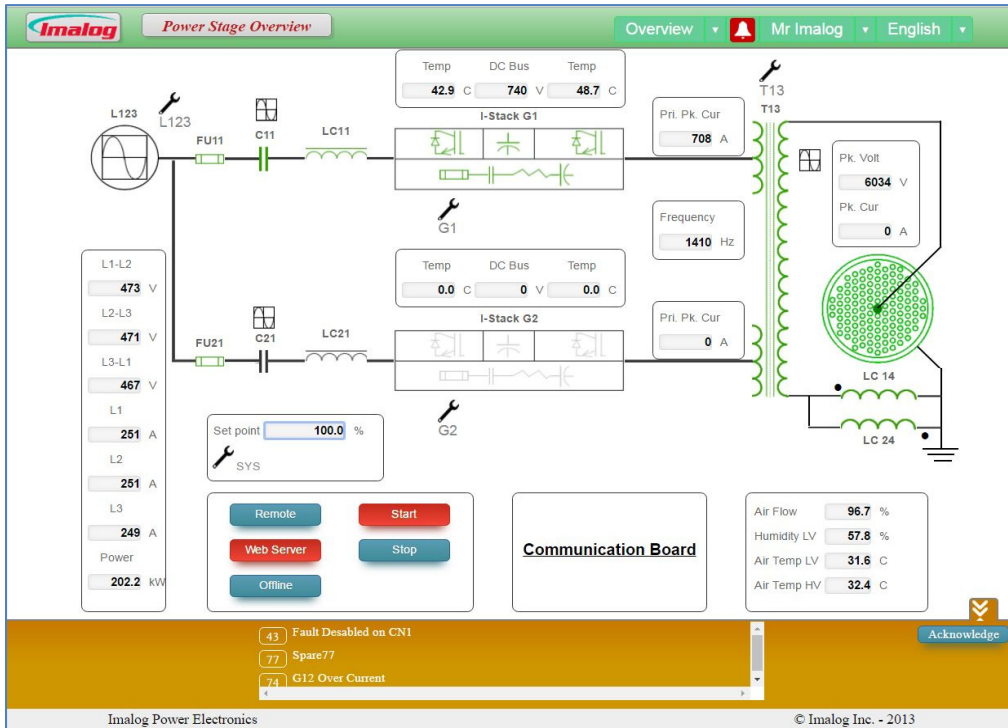 Imalog
Power Stage Overview
Overview
Mr Imalog
English
Temp DC Bus Temp
42.9 C 740 V 48.7 C
I-Stack G1
L123
L123
FU11
C11
LC11
G1
Pri. Pk. Cur
708 A
T13
T13
Pk. Volt
6034 V
Pk. Cur
0 A
Frequency
1410 Hz
L1-L2
473 V
L2-L3
471 V
L3-L1
467 V
L1
251 A
L2
251 A
L3
249 A
Power
202.2 kW
Temp DC Bus Temp
0.0 C 0 V 0.0 C
I-Stack G2
FU21
C21
LC21
G2
Pri. Pk. Cur
0 A
LC 14
LC 24
Set point 100.0 %
SYS
Remote
Start
Web Server
Stop
Offline
Communication Board
Air Flow 96.7 %
Humidity LV 57.8 %
Air Temp LV 31.6 C
Air Temp HV 32.4 C
43 Fault Desabled on CN1
77 Spare77
74 G12 Over Current
Acknowledge
Imalog Power Electronics
© Imalog Inc. - 2013